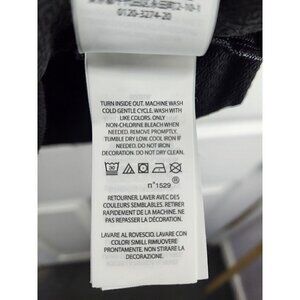 0120-3274-20
TURN INSIDE OUT. MACHINE WASH
COLD GENTLE CYCLE. WASH WITH
LIKE COLORS. ONLY
NON-CHLORINE BLEACH WHEN
NEEDED. REMOVE PROMPTLY.
TUMBLE DRY LOW. COOL IRON IF
NEEDED. DO NOT IRON
DECORATION. DO NOT DRY CLEAN.
30
n°1529
®
RETOURNER. LAVER AVEC DES
COULEURS SEMBLABLES. RETIRER
RAPIDEMENT DE LA MACHINE. NE
PAS REPASSER LA DÉCORATION.
LAVARE AL ROVESCIO. LAVARE CON
COLORI SIMILI. RIMUOVERE
PRONTAMENTE. NON STIRARE LA
DECORAZIONE.